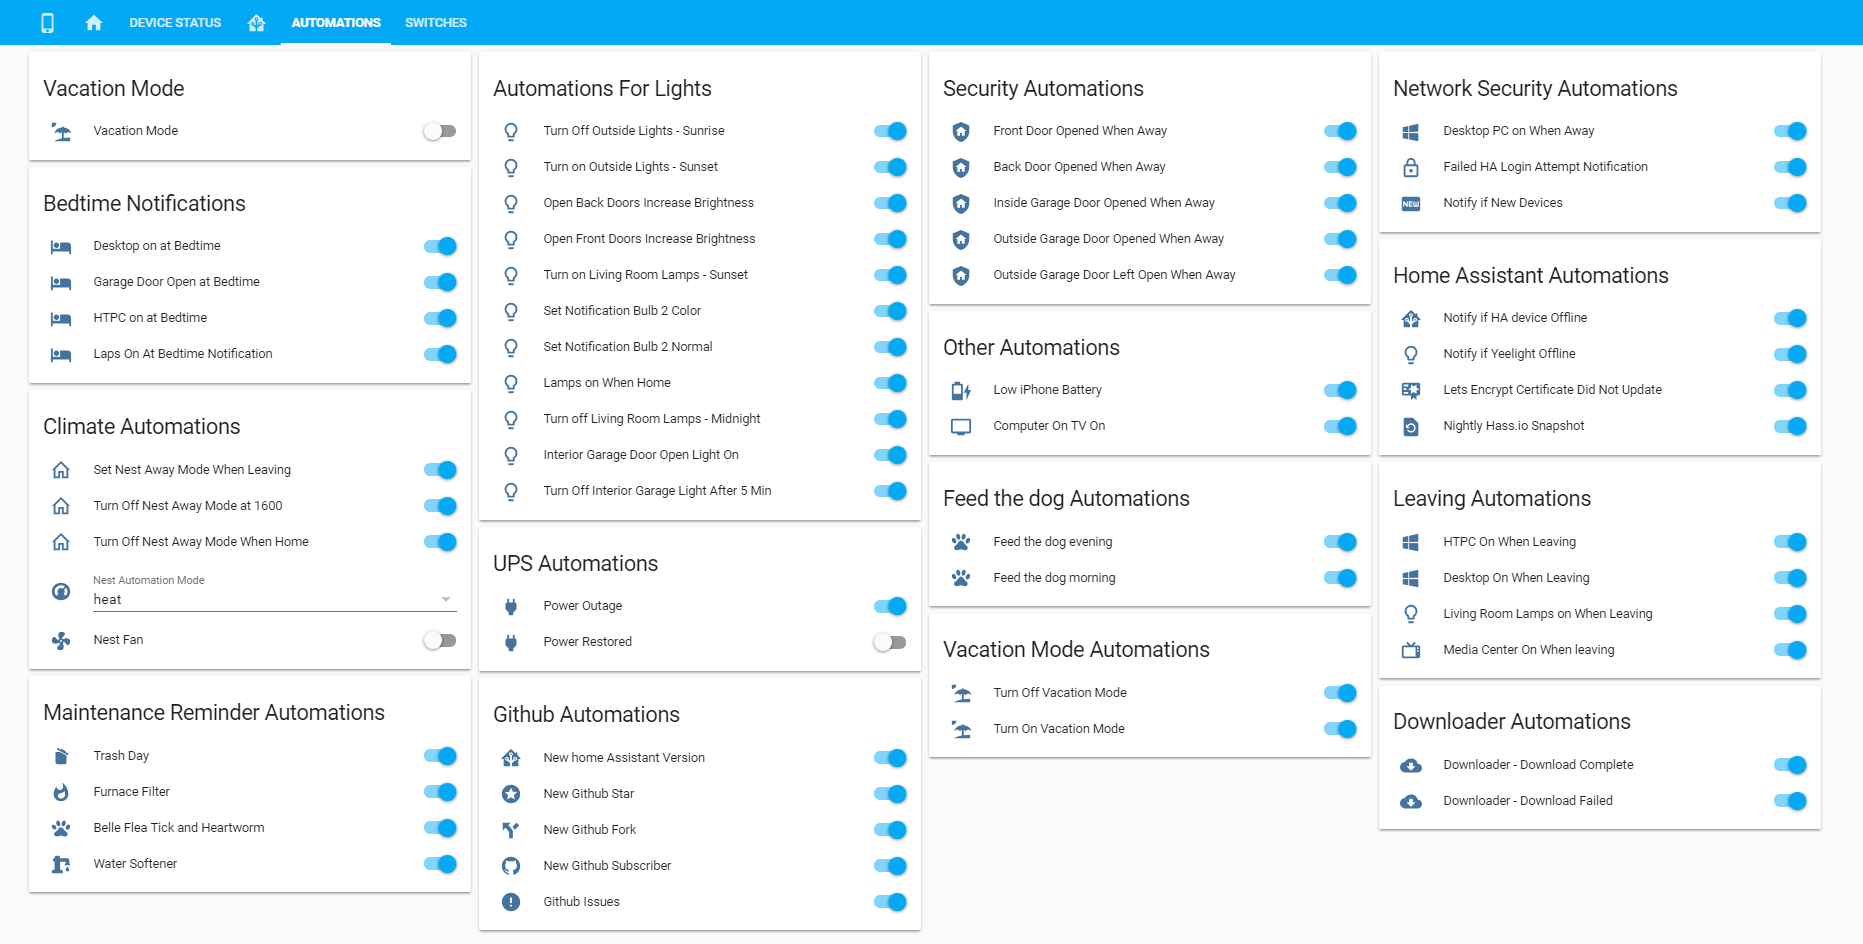 DEVICE STATUS
AUTOMATIONS
SWITCHES
Vacation Mode
Vacation Mode
Bedtime Notifications
Desktop on at Bedtime
Garage Door Open at Bedtime
HTPC on at Bedtime
Laps On At Bedtime Notification
Climate Automations
Set Nest Away Mode When Leaving
Turn Off Nest Away Mode at 1600
Turn Off Nest Away Mode When Home
Nest Automation Mode
heat
Nest Fan
Maintenance Reminder Automations
Trash Day
Furnace Filter
Belle Flea Tick and Heartworm
Water Softener
Automations For Lights
Turn Off Outside Lights - Sunrise
Turn on Outside Lights - Sunset
Open Back Doors Increase Brightness
Open Front Doors Increase Brightness
Turn on Living Room Lamps - Sunset
Set Notification Bulb 2 Color
Set Notification Bulb 2 Normal
Lamps on When Home
Turn off Living Room Lamps - Midnight
Interior Garage Door Open Light On
Turn Off Interior Garage Light After 5 Min
UPS Automations
Power Outage
Power Restored
Github Automations
New home Assistant Version
New Github Star
New Github Fork
New Github Subscriber
Github Issues
Security Automations
Front Door Opened When Away
Back Door Opened When Away
Inside Garage Door Opened When Away
Outside Garage Door Opened When Away
Outside Garage Door Left Open When Away
Other Automations
Low iPhone Battery
Computer On TV On
Feed the dog Automations
Feed the dog evening
Feed the dog morning
Vacation Mode Automations
Turn Off Vacation Mode
Turn On Vacation Mode
Network Security Automations
Desktop PC on When Away
Failed HA Login Attempt Notification
NEW
Notify if New Devices
Home Assistant Automations
Notify if HA device Offline
Notify if Yeelight Offline
Lets Encrypt Certificate Did Not Update
Nightly Hass.io Snapshot
Leaving Automations
HTPC On When Leaving
Desktop On When Leaving
Living Room Lamps on When Leaving
Media Center On When leaving
Downloader Automations
Downloader - Download Complete
Downloader - Download Failed